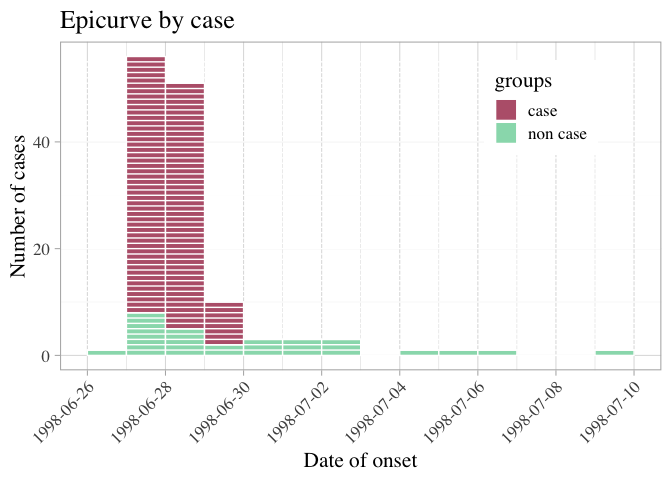 Epicurve by case
groups
case
non case
Number of cases
40
20
0
1998-06-26
1998-06-28
1998-06-30
1998-07-02
1998-07-04
1998-07-06
1998-07-08
1998-07-10
Date of onset